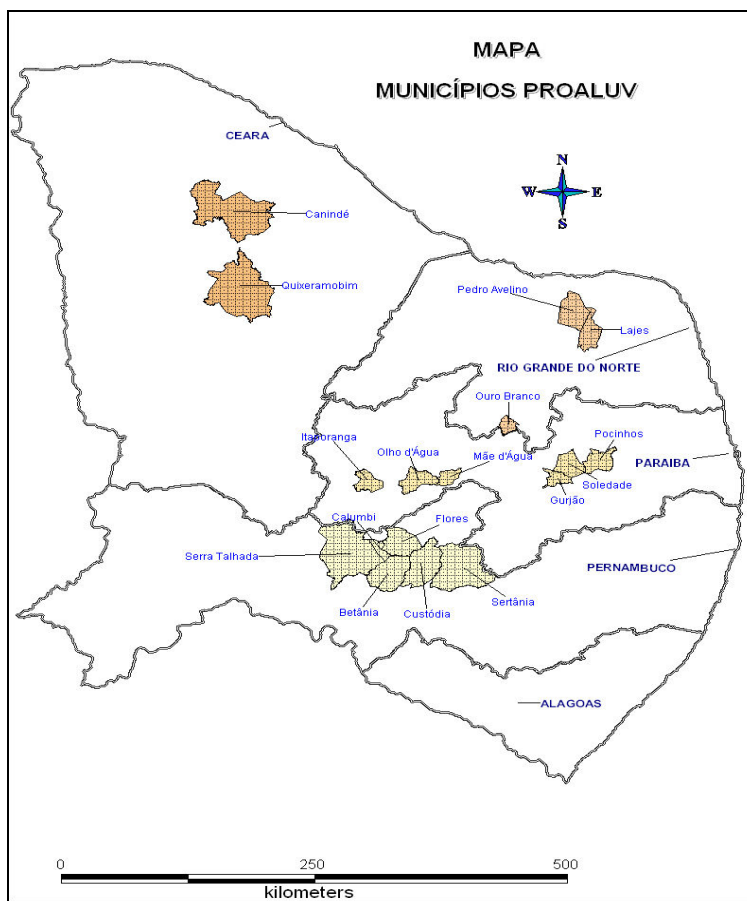 MAPA
MUNICÍPIOS PROALUV
CEARA
N
W E
S
Canindé
Quixeramobim
Pedro Avelino
Lajes
RIO GRANDE DO NORTE
Ouro Branco
Itaporanga
Olho d'Água
Mãe d'Água
Pocinhos
PARAIBA
Soledade
Gurjão
Calumbi
Flores
Serra Talhada
PERNAMBUCO
Betânia
Custódia
Sertânia
ALAGOAS
0 250 500
kilometers